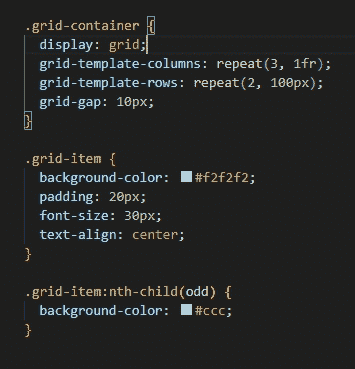 .grid-container {
  display: grid;
  grid-template-columns: repeat(3, 1fr);
  grid-template-rows: repeat(2, 100px);
  grid-gap: 10px;
}

.grid-item {
  background-color: #f2f2f2;
  padding: 20px;
  font-size: 30px;
  text-align: center;
}

.grid-item:nth-child(odd) {
  background-color: #ccc;
}